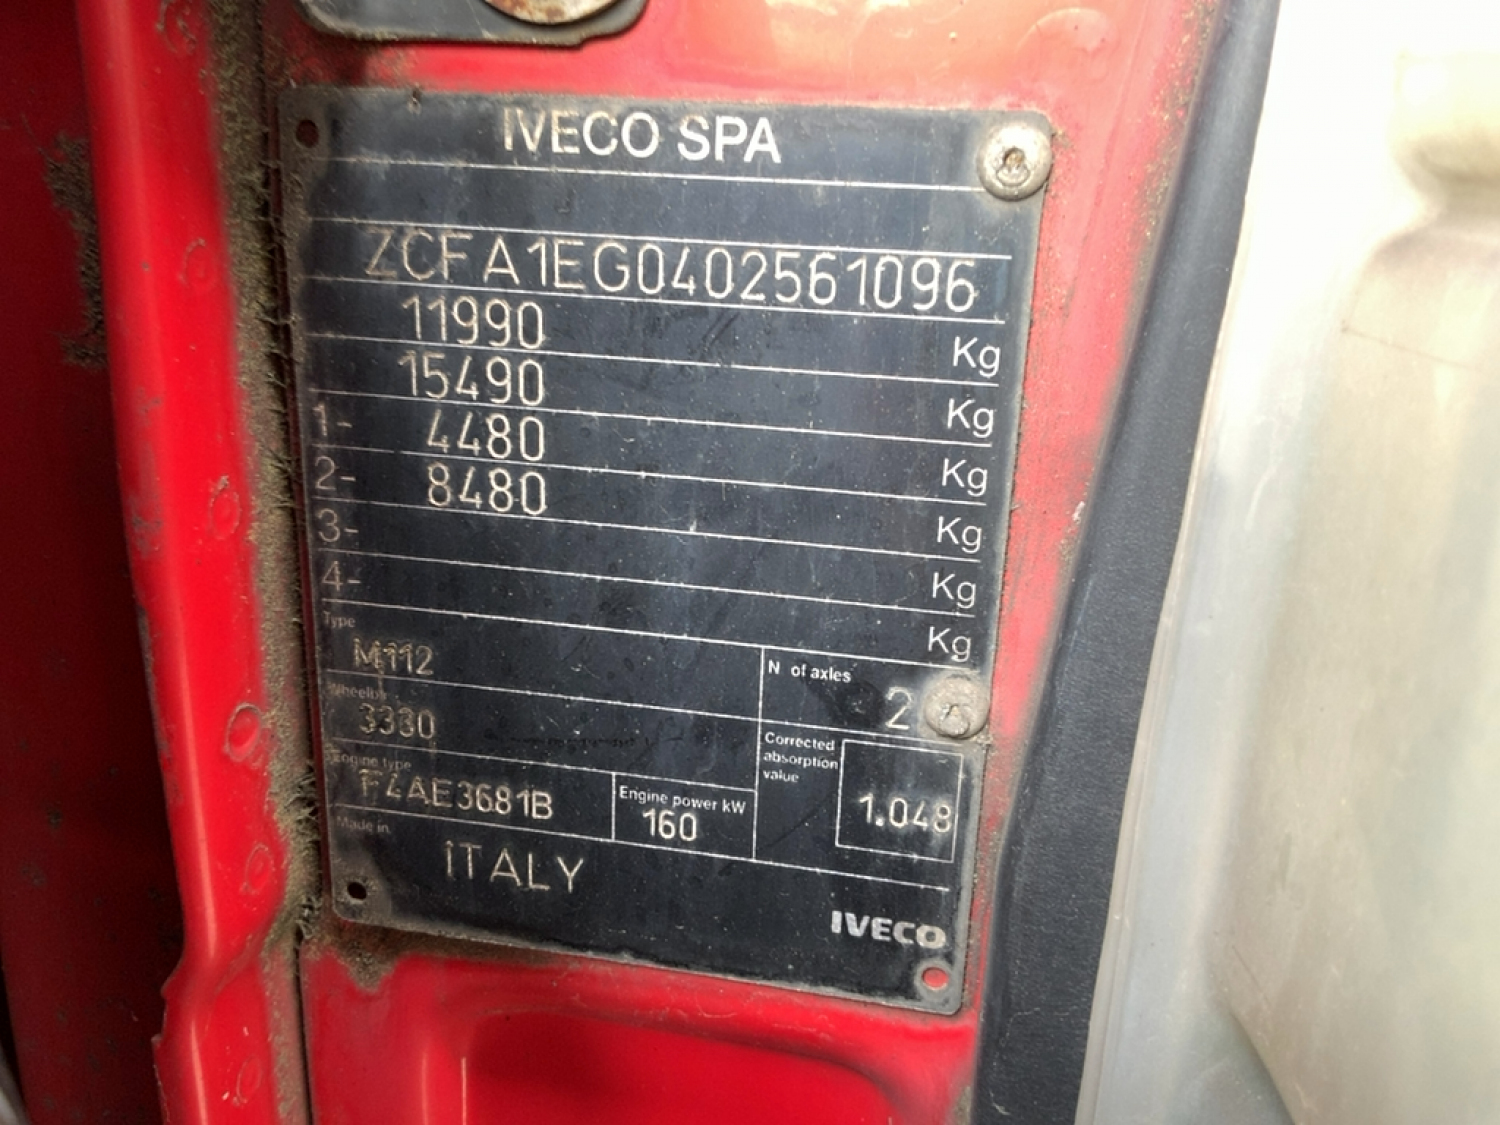 IVECO SPA
ZCFA1EG0402561096
11990 Kg
15490 Kg
1- 4480 Kg
2- 8480 Kg
3- Kg
4- Kg
Type
M112
N of axles
2
Wheelba
3330
Corrected
absorption
value
1.048
Engine type
F4AE3681B
Engine power kW
160
Made in
ITALY
IVECO